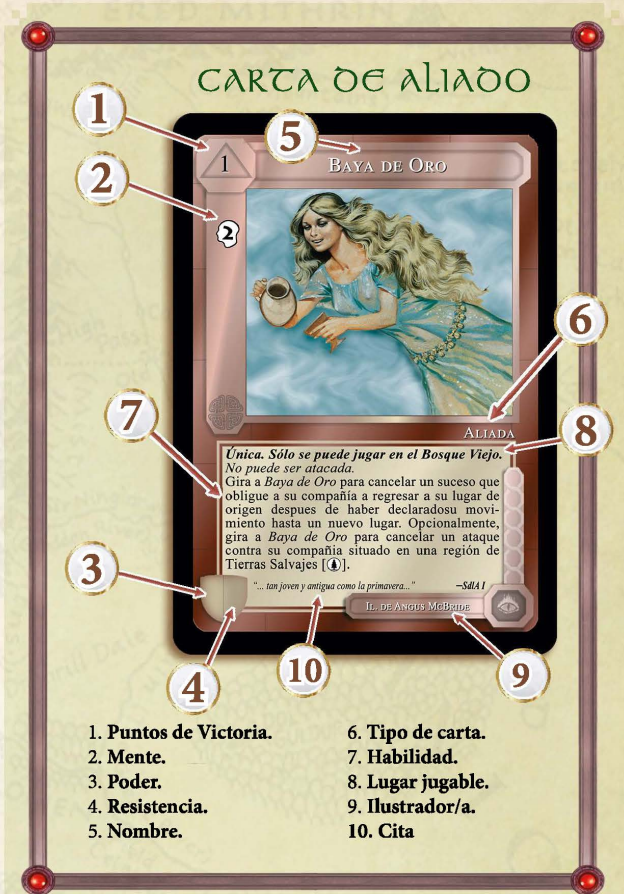 CARTA DE ALIADO
1
5
1
BAYA DE ORO
2
2
6
ALIADA
7
8
Única. Sólo se puede jugar en el Bosque Viejo.
No puede ser atacada.
Gira a Baya de Oro para cancelar un suceso que
obligue a su compañía a regresar a su lugar de
origen despues de haber declaradosu movi-
miento hasta un nuevo lugar. Opcionalmente,
gira a Baya de Oro para cancelar un ataque
contra su compañia situado en una región de
Tierras Salvajes [ ].
3
"... tan joven y antigua como la primavera..." –SdlA I
IL. DE ANGUS MCBRIDE
4
10
9
1. Puntos de Victoria.
2. Mente.
3. Poder.
4. Resistencia.
5. Nombre.
6. Tipo de carta.
7. Habilidad.
8. Lugar jugable.
9. Ilustrador/a.
10. Cita